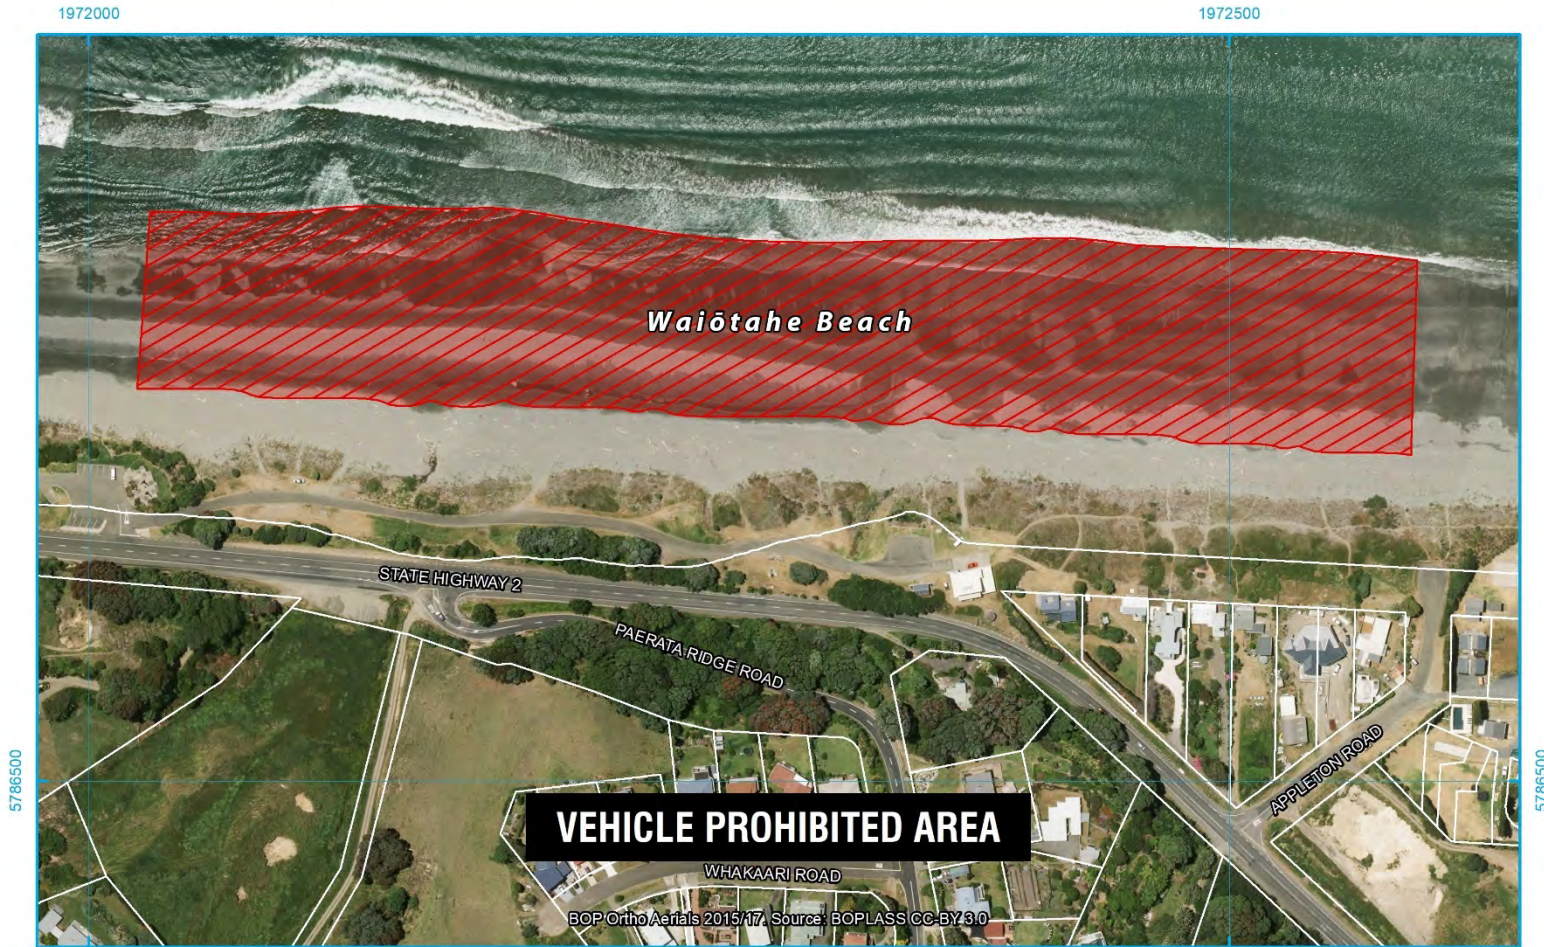 1972000
1972500
Waiōtahe Beach
STATE HIGHWAY 2
PAERATA RIDGE ROAD
APPLETON ROAD
5786500
5786500
VEHICLE PROHIBITED AREA
WHAKAARI ROAD
BOP Ortho Aerials 2015/17, Source: BOPLASS CC-BY 3.0